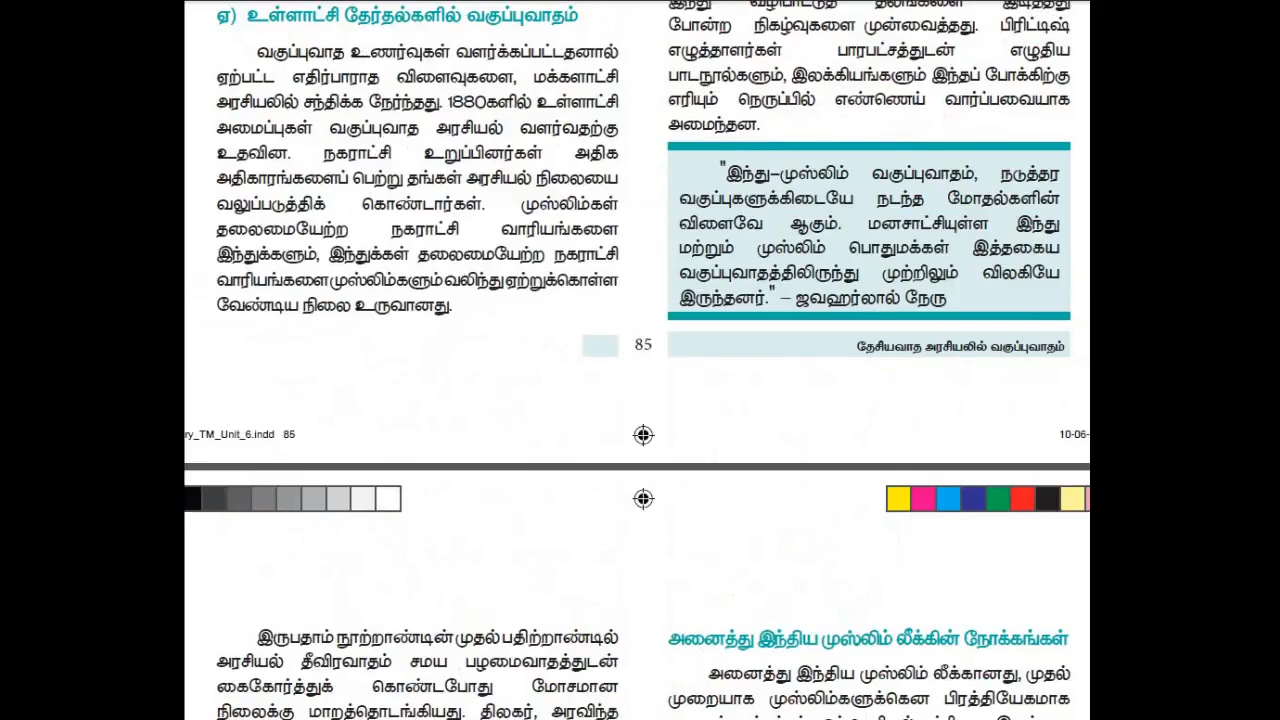 ஏ) உள்ளாட்சி தேர்தல்களில் வகுப்புவாதம்
வகுப்புவாத உணர்வுகள் வளர்க்கப்பட்டதனால்
ஏற்பட்ட எதிர்பாராத விளைவுகளை, மக்களாட்சி
அரசியலில் சந்திக்க நேர்ந்தது. 1880களில் உள்ளாட்சி
அமைப்புகள் வகுப்புவாத அரசியல் வளர்வதற்கு
உதவின. நகராட்சி உறுப்பினர்கள் அதிக
அதிகாரங்களைப் பெற்று தங்கள் அரசியல் நிலையை
வலுப்படுத்திக் கொண்டார்கள். முஸ்லிம்கள்
தலைமையேற்ற நகராட்சி வாரியங்களை
இந்துக்களும், இந்துக்கள் தலைமையேற்ற நகராட்சி
வாரியங்களை முஸ்லிம்களும் வலிந்து ஏற்றுக்கொள்ள
வேண்டிய நிலை உருவானது.
இந்து வழிபாட்டுத் தலங்களை இடித்தது
போன்ற நிகழ்வுகளை முன்வைத்தது. பிரிட்டிஷ்
எழுத்தாளர்கள் பாரபட்சத்துடன் எழுதிய
பாடநூல்களும், இலக்கியங்களும் இந்தப் போக்கிற்கு
எரியும் நெருப்பில் எண்ணெய் வார்ப்பவையாக
அமைந்தன.
"இந்து–முஸ்லிம் வகுப்புவாதம், நடுத்தர
வகுப்புகளுக்கிடையே நடந்த மோதல்களின்
விளைவே ஆகும். மனசாட்சியுள்ள இந்து
மற்றும் முஸ்லிம் பொதுமக்கள் இத்தகைய
வகுப்புவாதத்திலிருந்து முற்றிலும் விலகியே
இருந்தனர்." – ஜவஹர்லால் நேரு
85 தேசியவாத அரசியலில் வகுப்புவாதம்
ry_TM_Unit_6.indd 85 10-06-
இருபதாம் நூற்றாண்டின் முதல் பதிற்றாண்டில்
அரசியல் தீவிரவாதம் சமய பழமைவாதத்துடன்
கைகோர்த்துக் கொண்டபோது மோசமான
நிலைக்கு மாறத்தொடங்கியது. திலகர், அரவிந்த
அனைத்து இந்திய முஸ்லிம் லீக்கின் நோக்கங்கள்
அனைத்து இந்திய முஸ்லிம் லீக்கானது, முதல்
முறையாக முஸ்லிம்களுக்கென பிரத்தியேகமாக